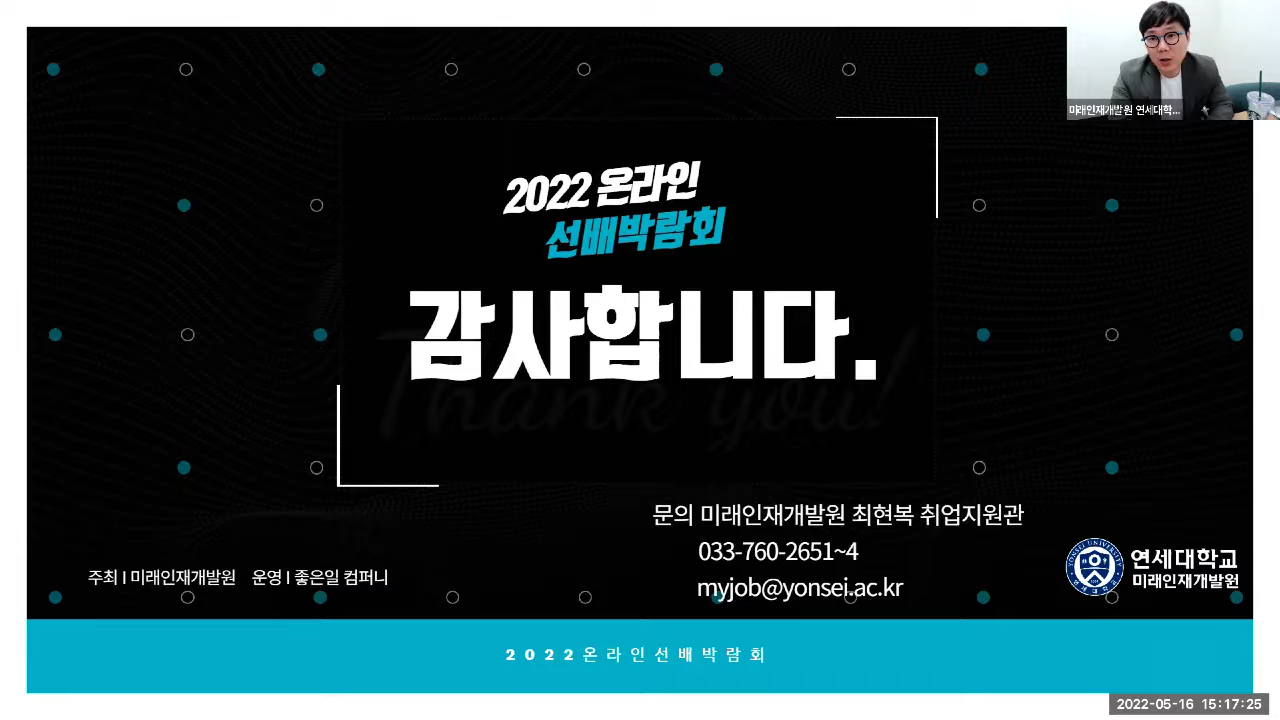 미래인재개발원 연세대학...
2022 온라인
선배박람회
감사합니다.
Thank you!
문의 미래인재개발원 최현복 취업지원관
033-760-2651~4
myjob@yonsei.ac.kr
주최 I 미래인재개발원 운영 I 좋은일 컴퍼니
YONSEI UNIVERSITY
연세대학교
미래인재개발원
2022온라인선배박람회
2022-05-16 15:17:25